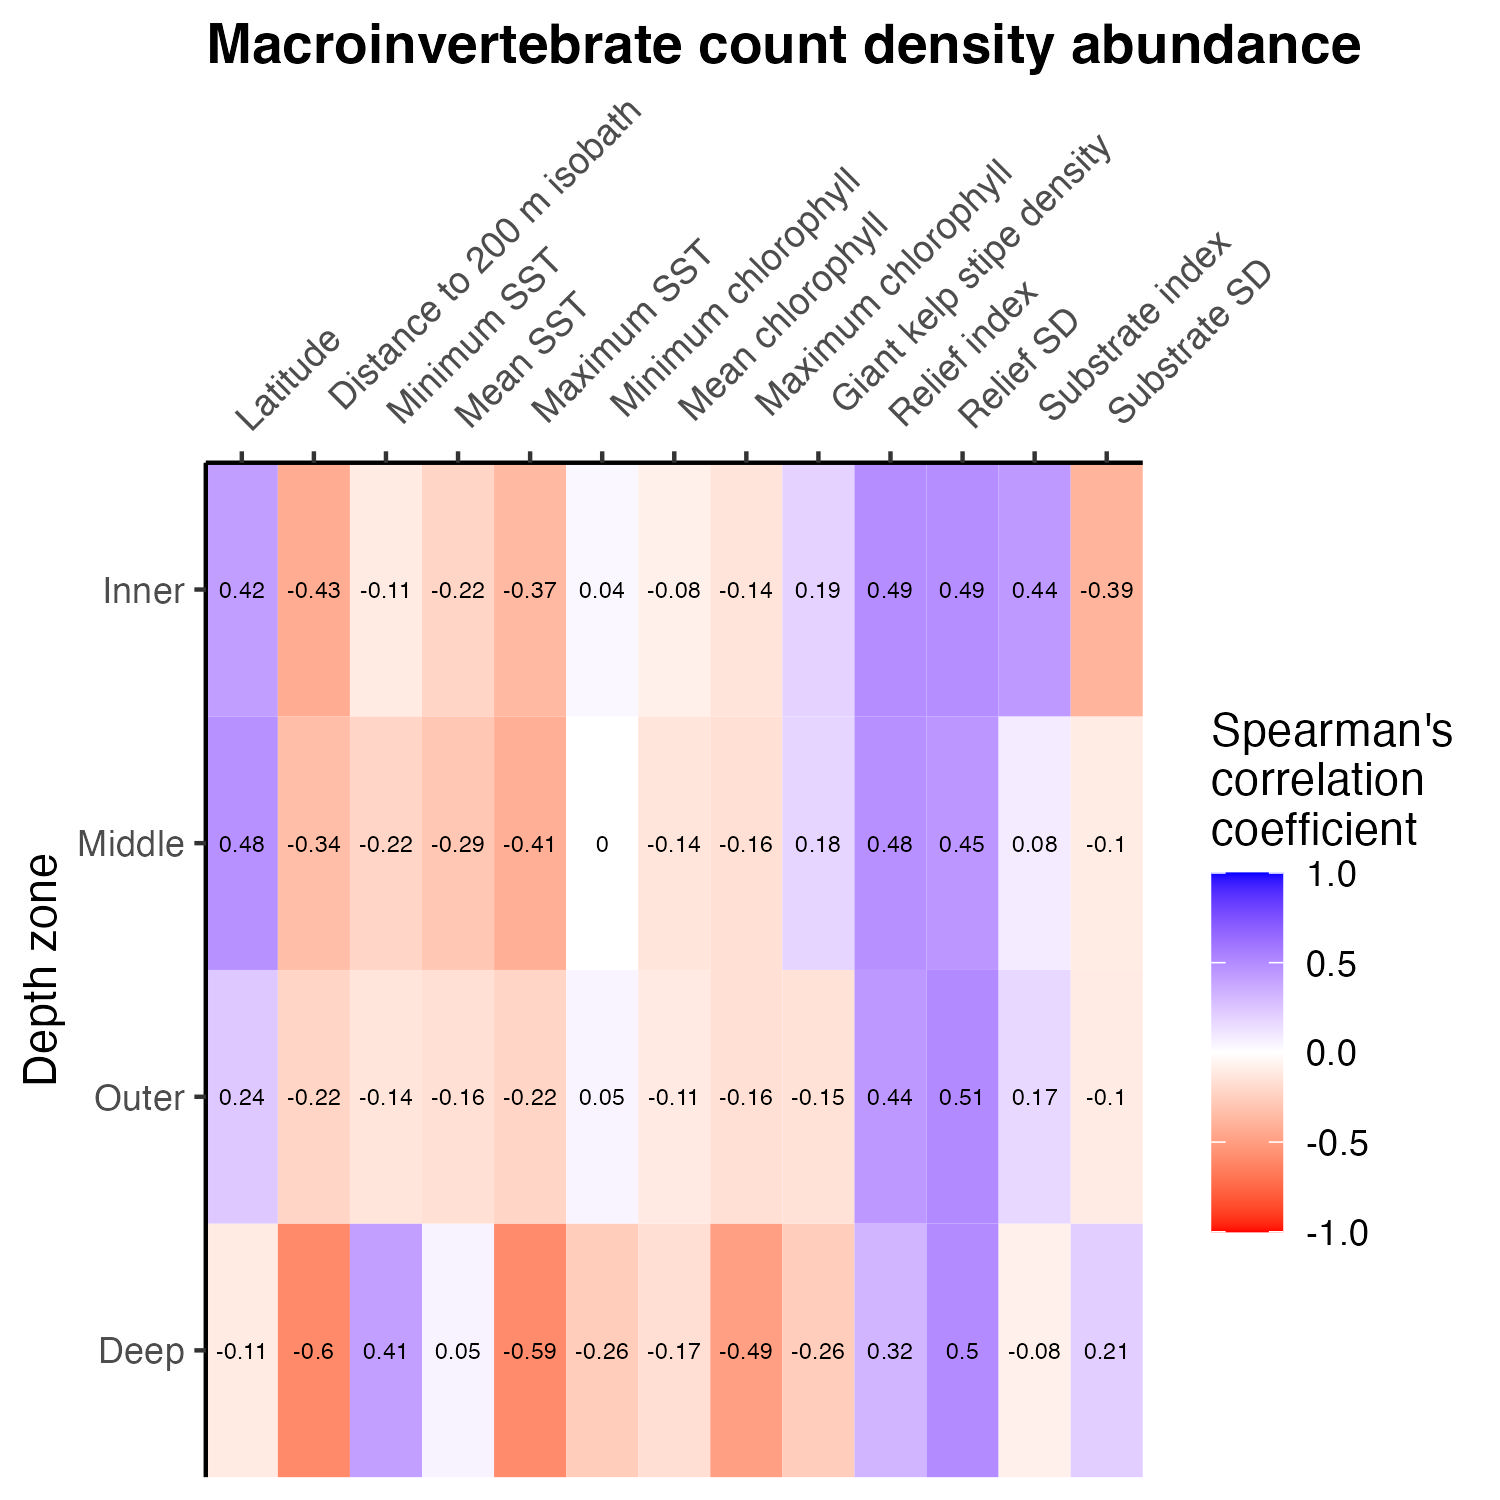 Macroinvertebrate count density abundance
Latitude
Distance to 200 m isobath
Minimum SST
Mean SST
Maximum SST
Minimum chlorophyll
Mean chlorophyll
Maximum chlorophyll
Giant kelp stipe density
Relief index
Relief SD
Substrate index
Substrate SD
Depth zone
Inner 0.42 -0.43 -0.11 -0.22 -0.37 0.04 -0.08 -0.14 0.19 0.49 0.49 0.44 -0.39
Middle 0.48 -0.34 -0.22 -0.29 -0.41 0 -0.14 -0.16 0.18 0.48 0.45 0.08 -0.1
Outer 0.24 -0.22 -0.14 -0.16 -0.22 0.05 -0.11 -0.16 -0.15 0.44 0.51 0.17 -0.1
Deep -0.11 -0.6 0.41 0.05 -0.59 -0.26 -0.17 -0.49 -0.26 0.32 0.5 -0.08 0.21
Spearman's
correlation
coefficient
1.0
0.5
0.0
-0.5
-1.0